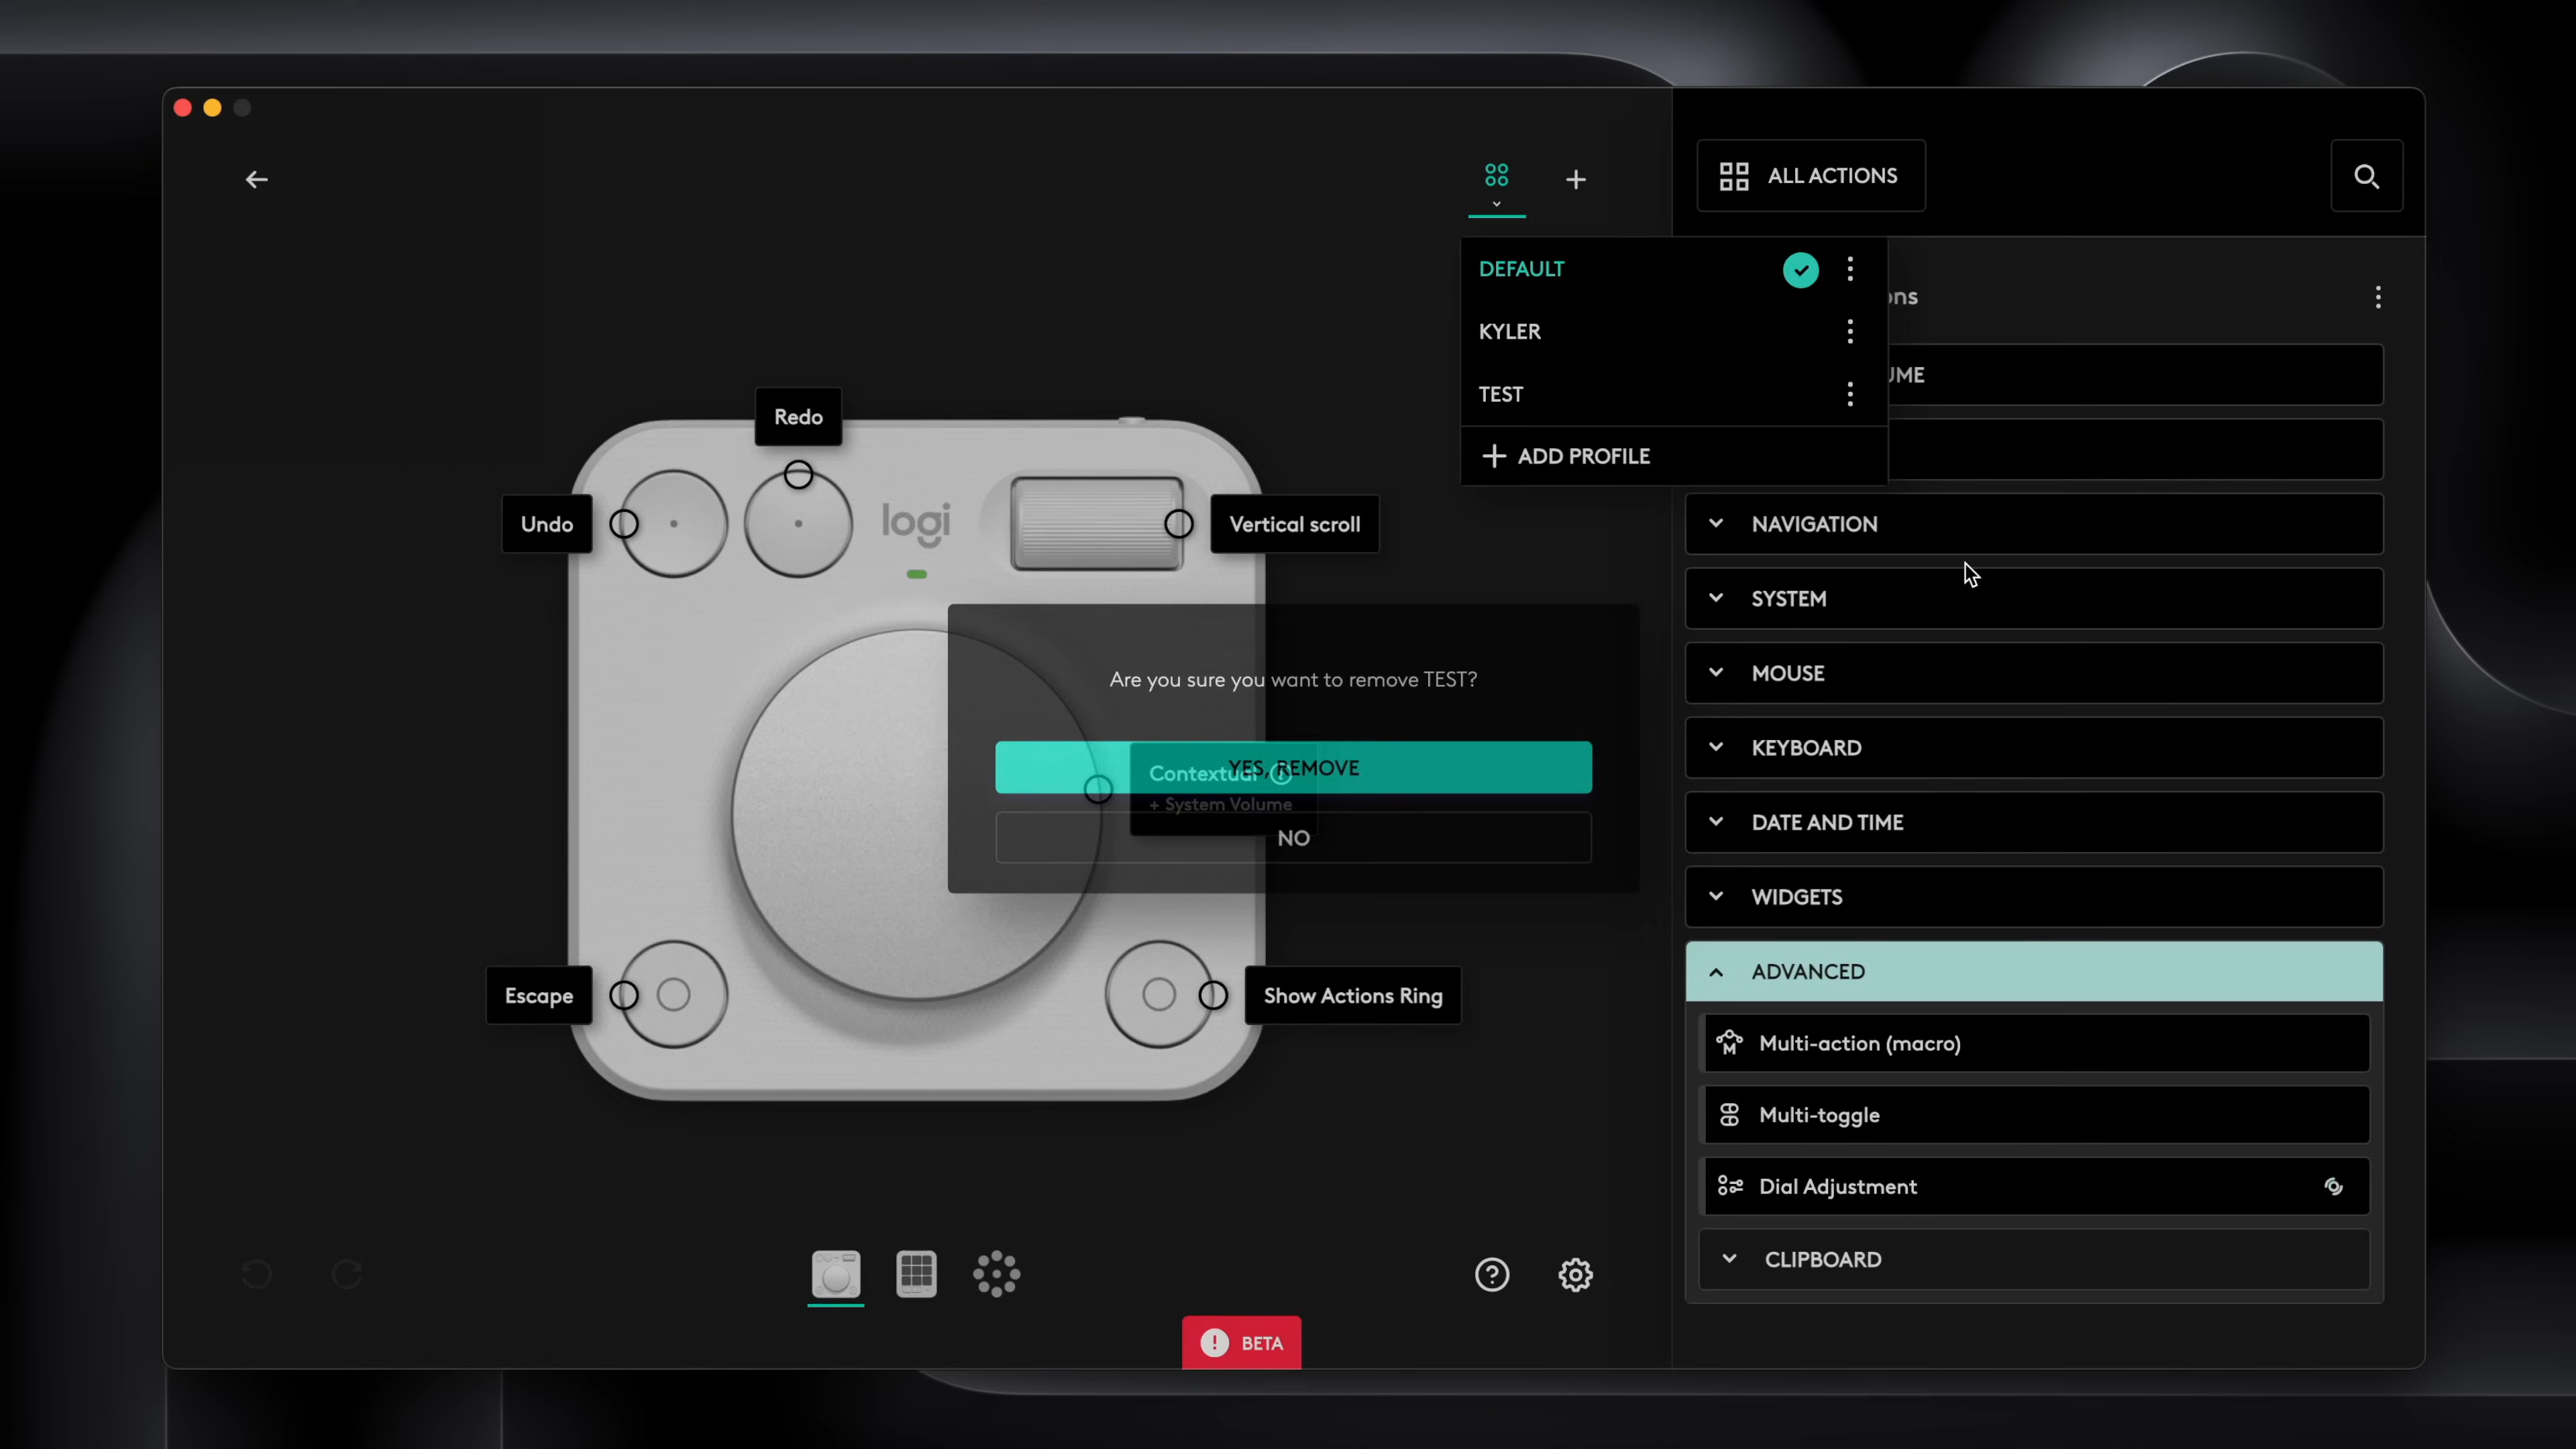 ALL ACTIONS
DEFAULT
KYLER
TEST
ADD PROFILE
Redo
Undo
logi
Vertical scroll
NAVIGATION
SYSTEM
MOUSE
KEYBOARD
DATE AND TIME
WIDGETS
ADVANCED
Multi-action (macro)
Multi-toggle
Dial Adjustment
CLIPBOARD
Are you sure you want to remove TEST?
YES, REMOVE
Contextual
+ System Volume
NO
Escape
Show Actions Ring
BETA